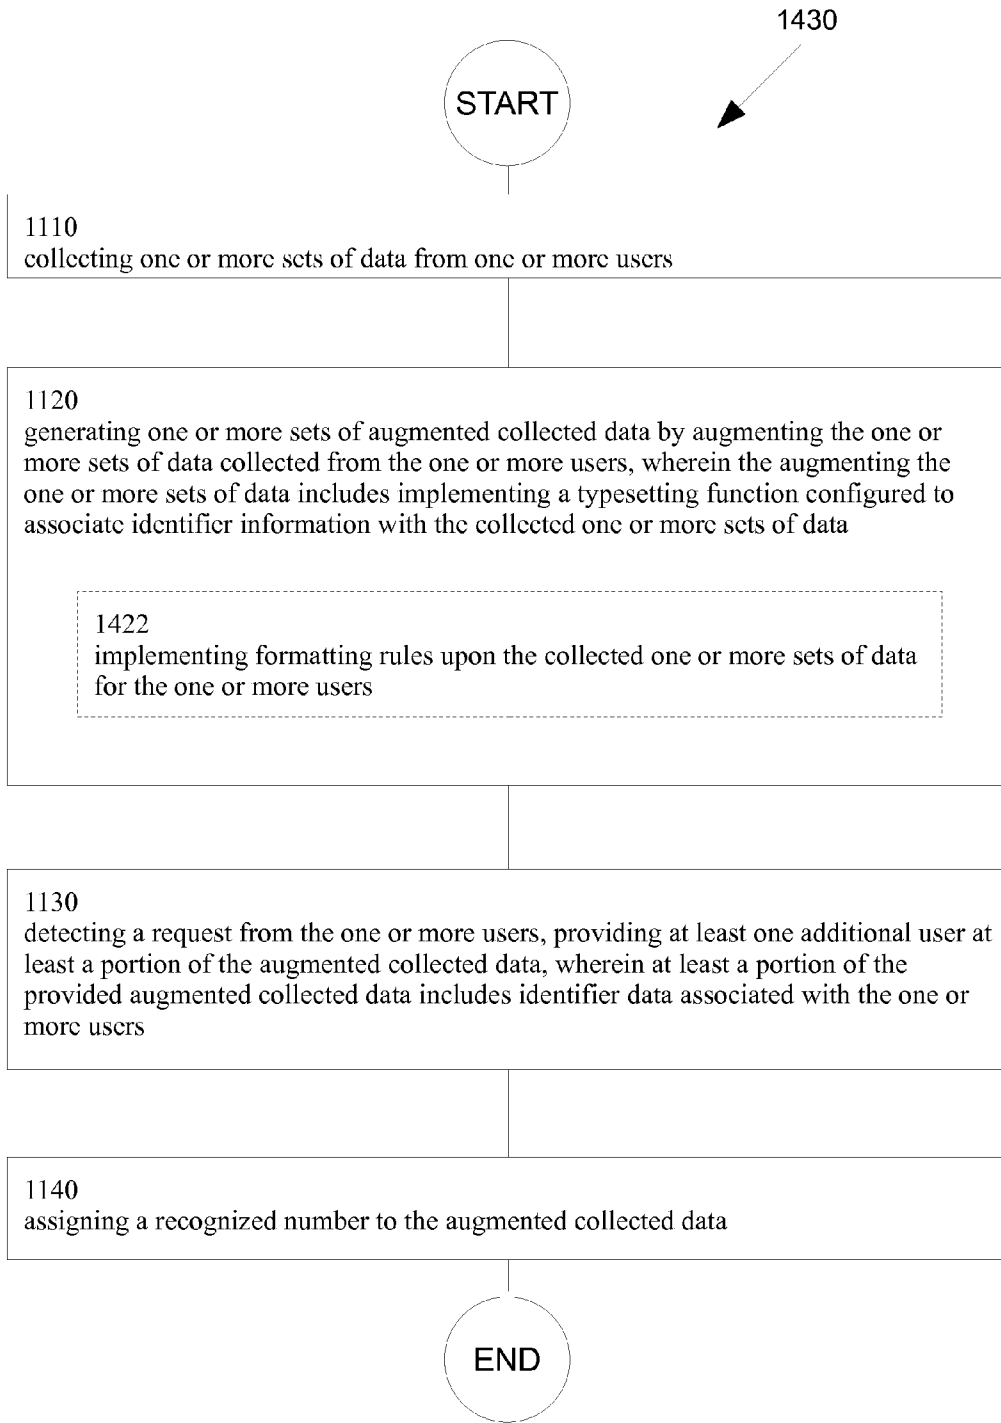 1430
START
1110
collecting one or more sets of data from one or more users
1120
generating one or more sets of augmented collected data by augmenting the one or
more sets of data collected from the one or more users, wherein the augmenting the
one or more sets of data includes implementing a typesetting function configured to
associate identifier information with the collected one or more sets of data
1422
implementing formatting rules upon the collected one or more sets of data
for the one or more users
1130
detecting a request from the one or more users, providing at least one additional user at
least a portion of the augmented collected data, wherein at least a portion of the
provided augmented collected data includes identifier data associated with the one or
more users
1140
assigning a recognized number to the augmented collected data
END